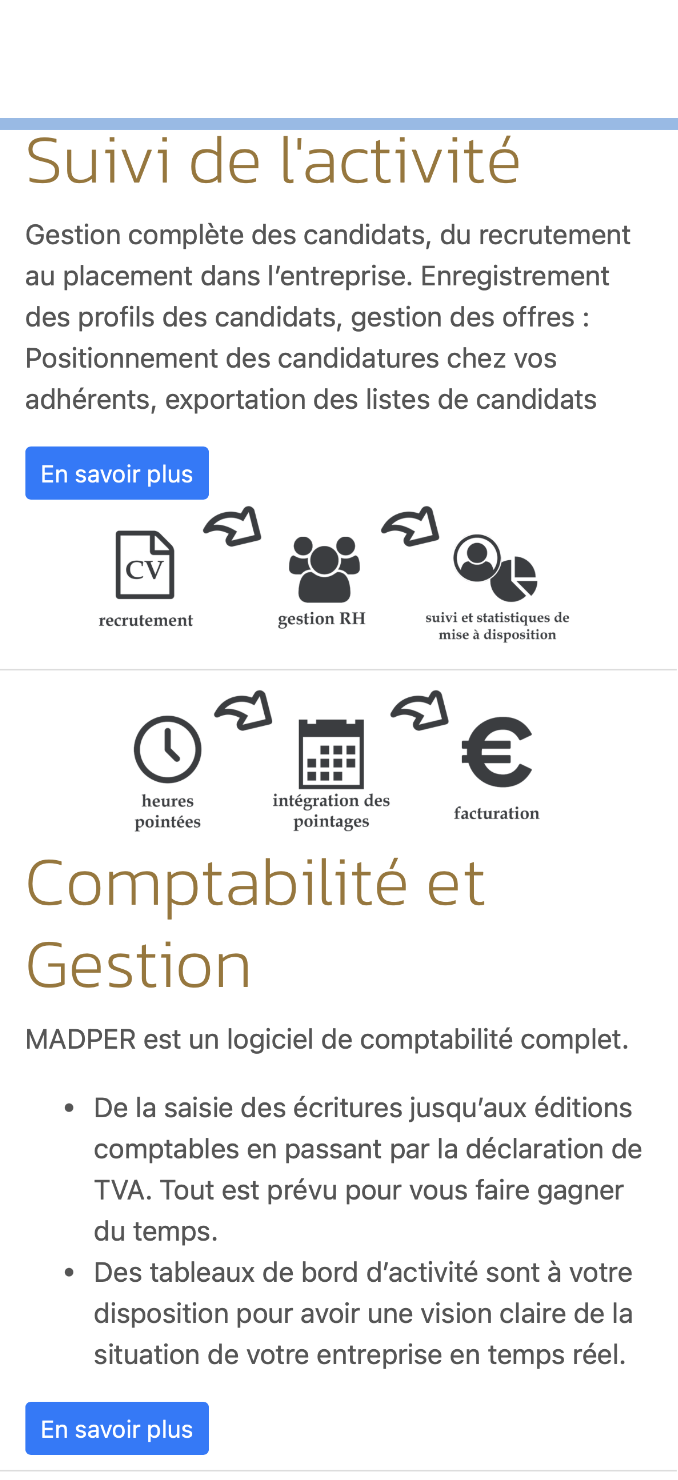 Suivi de l'activité
Gestion complète des candidats, du recrutement
au placement dans l’entreprise. Enregistrement
des profils des candidats, gestion des offres :
Positionnement des candidatures chez vos
adhérents, exportation des listes de candidats
En savoir plus
CV
recrutement
gestion RH
suivi et statistiques de
mise à disposition
heures
pointées
intégration des
pointages
facturation
Comptabilité et
Gestion
MADPER est un logiciel de comptabilité complet.
• De la saisie des écritures jusqu’aux éditions
comptables en passant par la déclaration de
TVA. Tout est prévu pour vous faire gagner
du temps.
• Des tableaux de bord d’activité sont à votre
disposition pour avoir une vision claire de la
situation de votre entreprise en temps réel.
En savoir plus